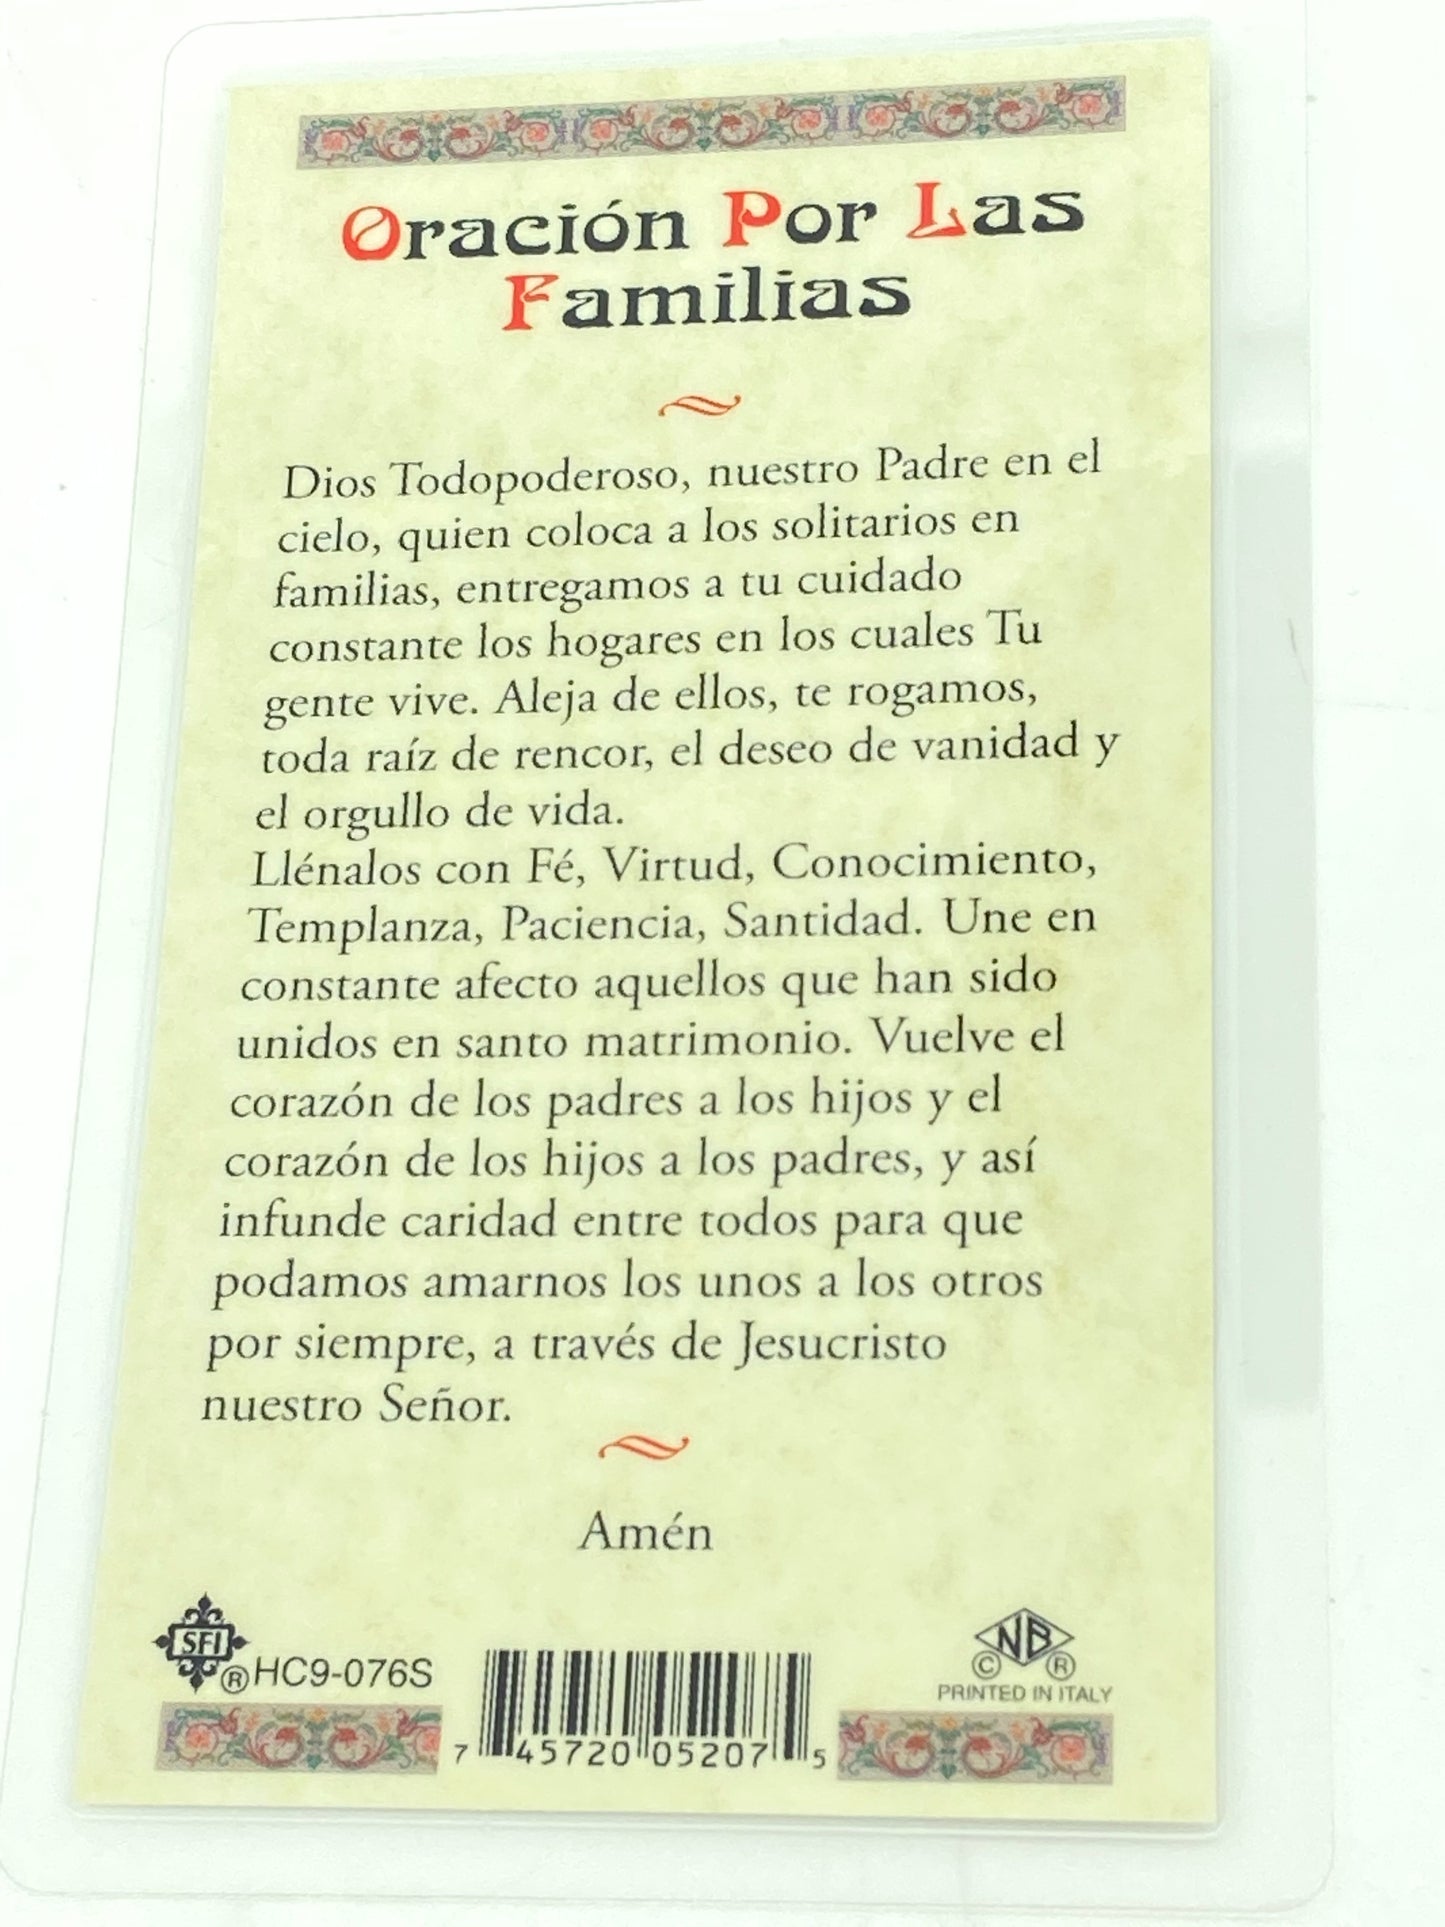 Oración Por Las
Familias
Dios Todopoderoso, nuestro Padre en el
cielo, quien coloca a los solitarios en
familias, entregamos a tu cuidado
constante los hogares en los cuales Tu
gente vive. Aleja de ellos, te rogamos,
toda raíz de rencor, el deseo de vanidad y
el orgullo de vida.
Llénalos con Fé, Virtud, Conocimiento,
Templanza, Paciencia, Santidad. Une en
constante afecto aquellos que han sido
unidos en santo matrimonio. Vuelve el
corazón de los padres a los hijos y el
corazón de los hijos a los padres, y así
infunde caridad entre todos para que
podamos amarnos los unos a los otros
por siempre, a través de Jesucristo
nuestro Señor.
Amén
SFI
® HC9-076S
7 45720 05207 5
NB
© ®
PRINTED IN ITALY